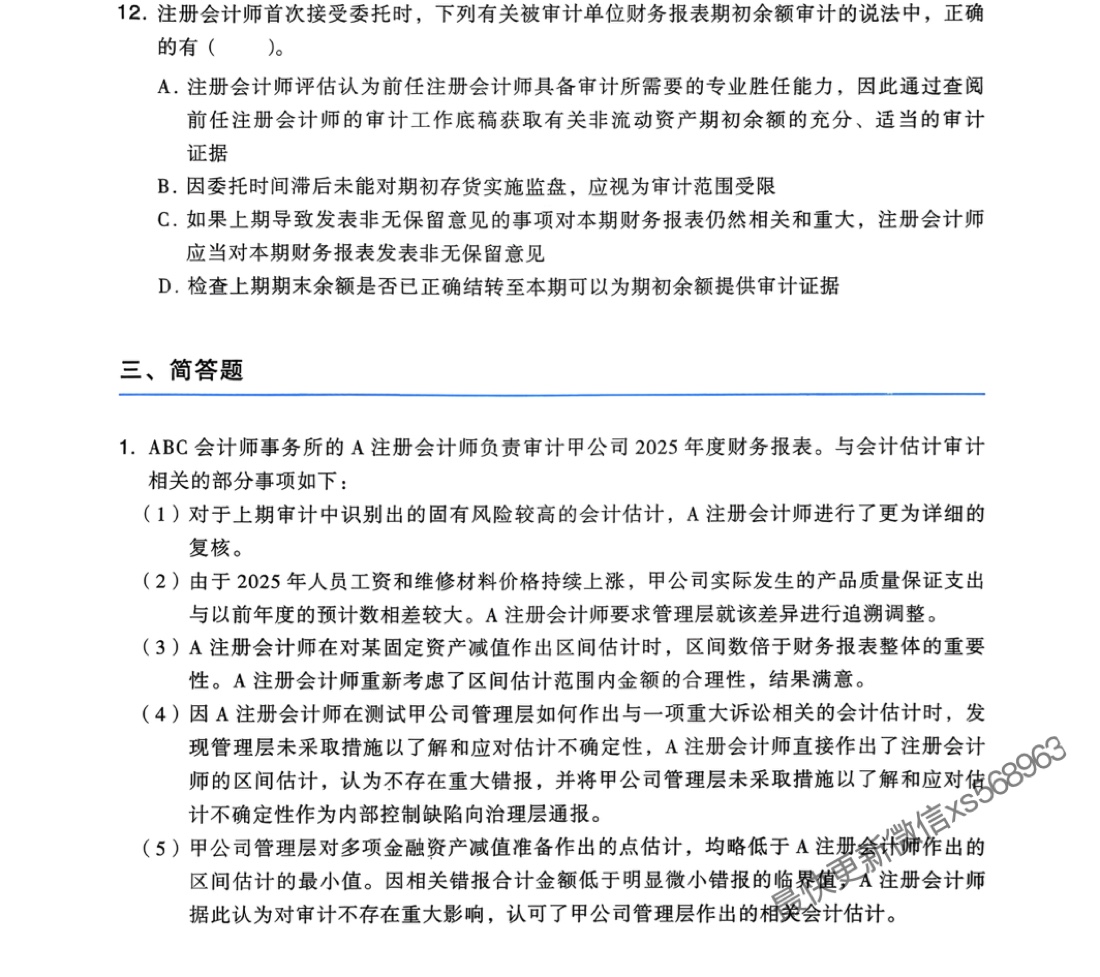 12. 注册会计师首次接受委托时，下列有关被审计单位财务报表期初余额审计的说法中，正确
的有（　　）。
A. 注册会计师评估认为前任注册会计师具备审计所需要的专业胜任能力，因此通过查阅
前任注册会计师的审计工作底稿获取有关非流动资产期初余额的充分、适当的审计
证据
B. 因委托时间滞后未能对期初存货实施监盘，应视为审计范围受限
C. 如果上期导致发表非无保留意见的事项对本期财务报表仍然相关和重大，注册会计师
应当对本期财务报表发表非无保留意见
D. 检查上期期末余额是否已正确结转至本期可以为期初余额提供审计证据
三、简答题
1. ABC 会计师事务所的 A 注册会计师负责审计甲公司 2025 年度财务报表。与会计估计审计
相关的部分事项如下：
（1）对于上期审计中识别出的固有风险较高的会计估计，A 注册会计师进行了更为详细的
复核。
（2）由于 2025 年人员工资和维修材料价格持续上涨，甲公司实际发生的产品质量保证支出
与以前年度的预计数相差较大。A 注册会计师要求管理层就该差异进行追溯调整。
（3）A 注册会计师在对某固定资产减值作出区间估计时，区间数倍于财务报表整体的重要
性。A 注册会计师重新考虑了区间估计范围内金额的合理性，结果满意。
（4）因 A 注册会计师在测试甲公司管理层如何作出与一项重大诉讼相关的会计估计时，发
现管理层未采取措施以了解和应对估计不确定性，A 注册会计师直接作出了注册会计
师的区间估计，认为不存在重大错报，并将甲公司管理层未采取措施以了解和应对估
计不确定性作为内部控制缺陷向治理层通报。
（5）甲公司管理层对多项金融资产减值准备作出的点估计，均略低于 A 注册会计师作出的
区间估计的最小值。因相关错报合计金额低于明显微小错报的临界值，A 注册会计师
据此认为对审计不存在重大影响，认可了甲公司管理层作出的相关会计估计。
最快更新微信xs568963